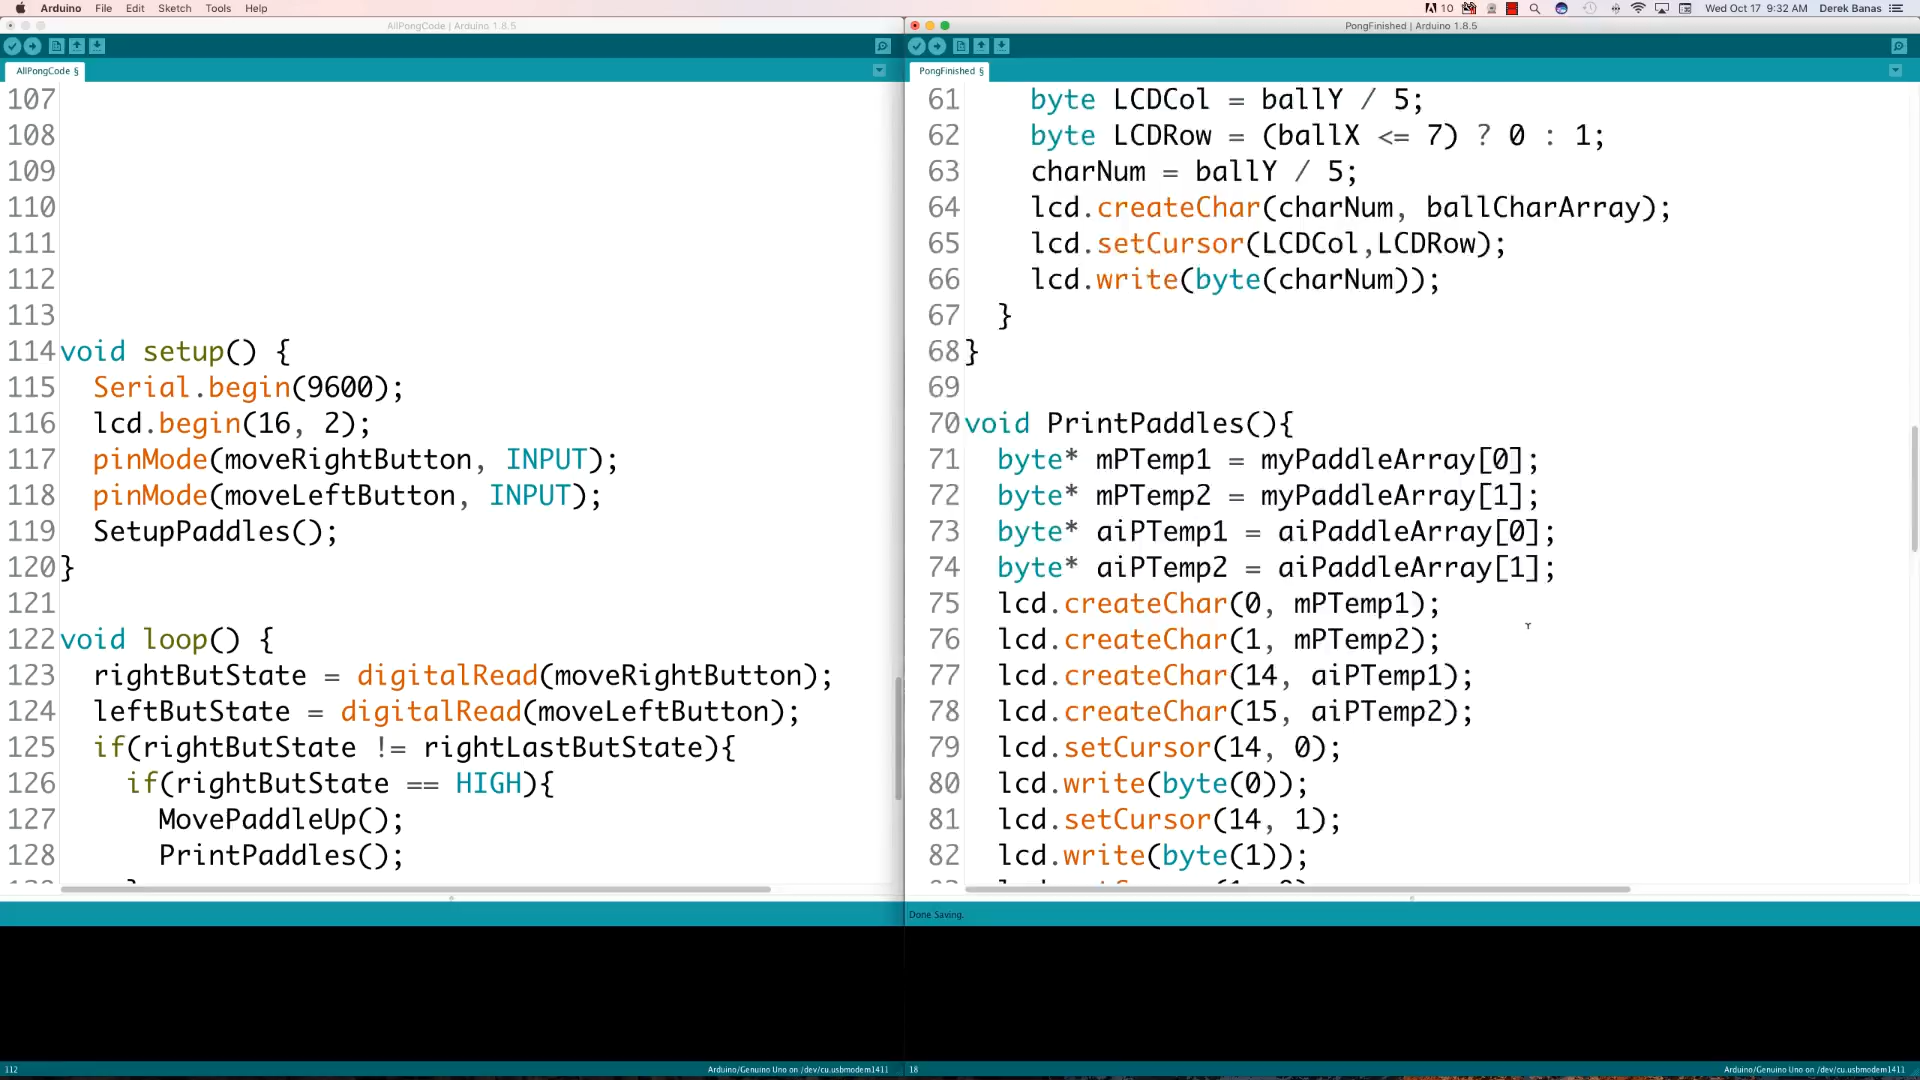 Arduino File Edit Sketch Tools Help
10 Wed Oct 17 9:32 AM Derek Banas
AllPongCode | Arduino 1.8.5
AllPongCode §
107
108
109
110
111
112
113
114 void setup() {
115 Serial.begin(9600);
116 lcd.begin(16, 2);
117 pinMode(moveRightButton, INPUT);
118 pinMode(moveLeftButton, INPUT);
119 SetupPaddles();
120 }
121
122 void loop() {
123 rightButState = digitalRead(moveRightButton);
124 leftButState = digitalRead(moveLeftButton);
125 if(rightButState != rightLastButState){
126 if(rightButState == HIGH){
127 MovePaddleUp();
128 PrintPaddles();
112
Arduino/Genuino Uno on /dev/cu.usbmodem1411
PongFinished | Arduino 1.8.5
PongFinished §
61 byte LCDCol = ballY / 5;
62 byte LCDRow = (ballX <= 7) ? 0 : 1;
63 charNum = ballY / 5;
64 lcd.createChar(charNum, ballCharArray);
65 lcd.setCursor(LCDCol,LCDRow);
66 lcd.write(byte(charNum));
67 }
68 }
69
70 void PrintPaddles(){
71 byte* mPTemp1 = myPaddleArray[0];
72 byte* mPTemp2 = myPaddleArray[1];
73 byte* aiPTemp1 = aiPaddleArray[0];
74 byte* aiPTemp2 = aiPaddleArray[1];
75 lcd.createChar(0, mPTemp1);
76 lcd.createChar(1, mPTemp2);
77 lcd.createChar(14, aiPTemp1);
78 lcd.createChar(15, aiPTemp2);
79 lcd.setCursor(14, 0);
80 lcd.write(byte(0));
81 lcd.setCursor(14, 1);
82 lcd.write(byte(1));
Done Saving.
18
Arduino/Genuino Uno on /dev/cu.usbmodem1411